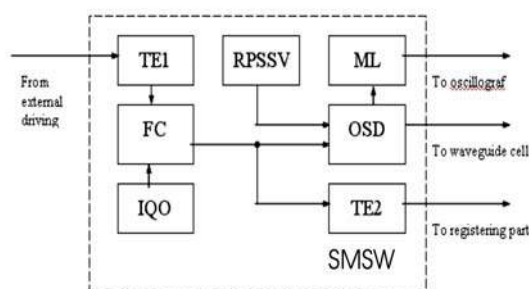 TE1
RPSSV
ML
From
external
driving
To oscillograf
FC
OSD
To waveguide cell
IQO
TE2
To registering part
SMSW